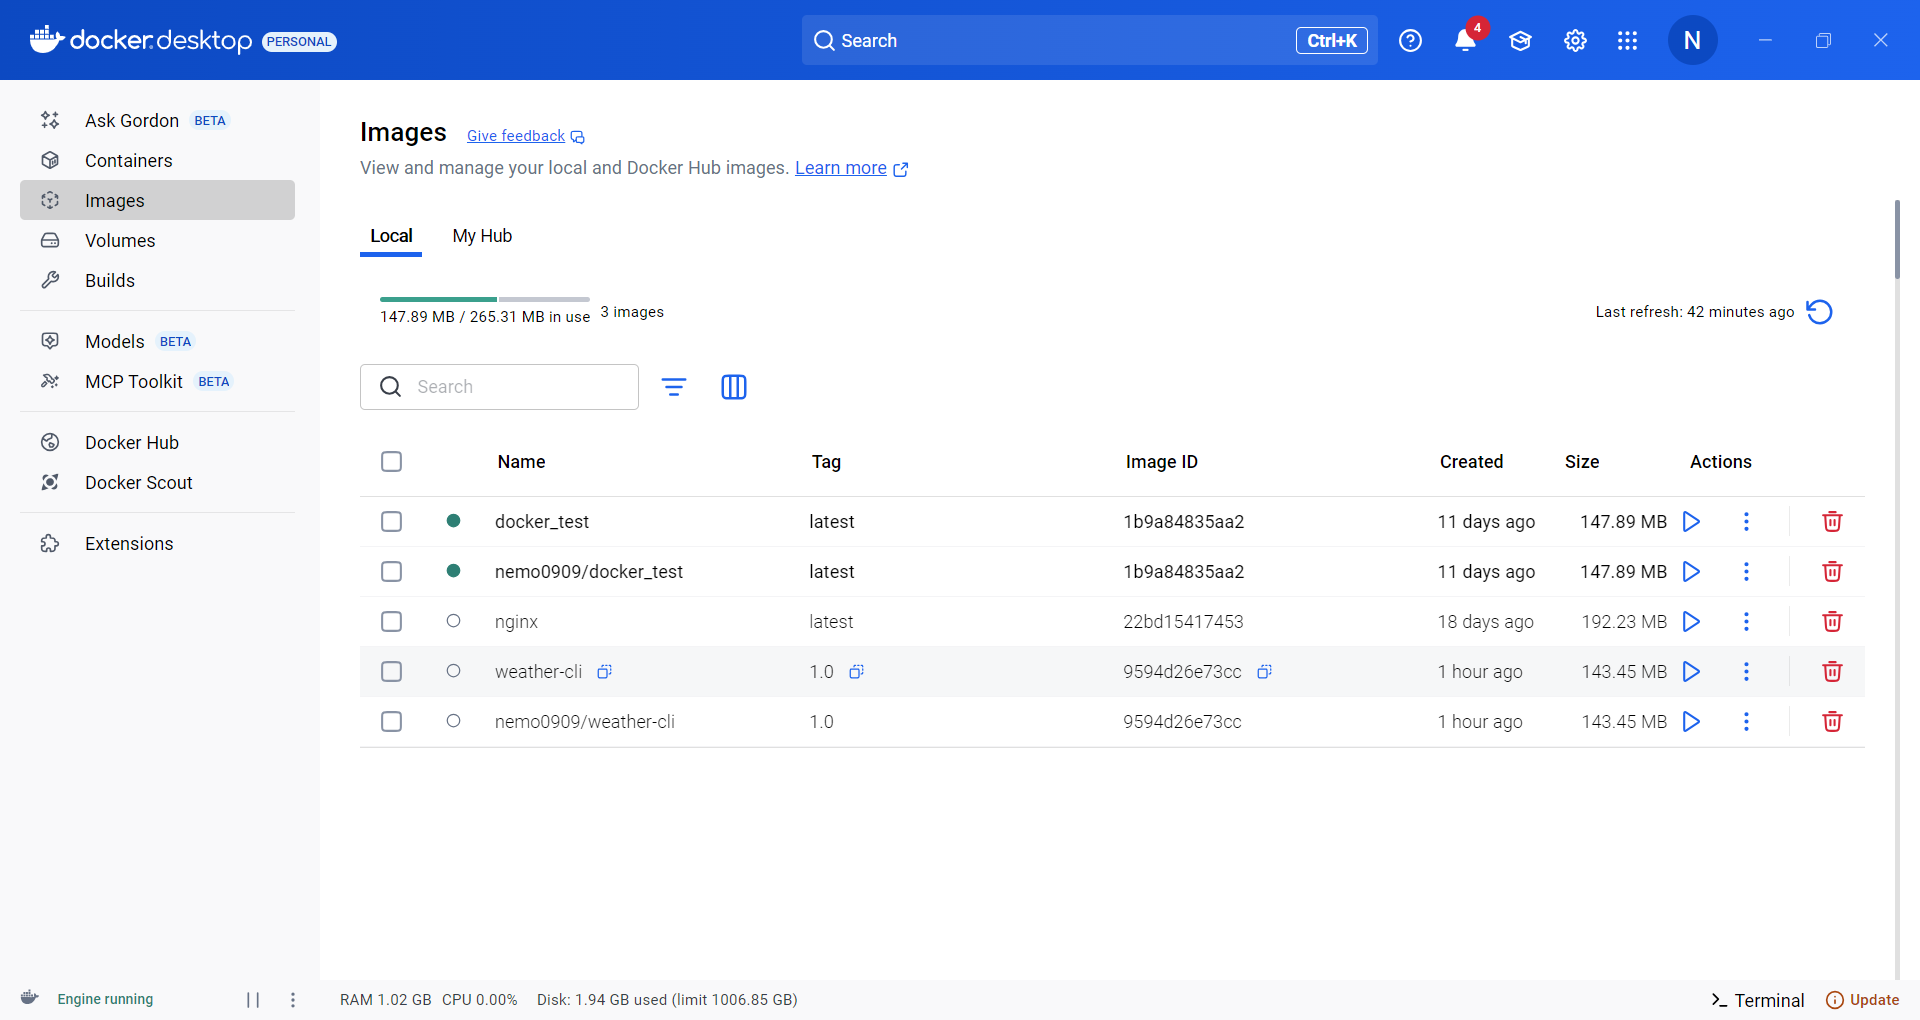 docker.desktop PERSONAL
Search Ctrl+K
4
N
Ask Gordon BETA
Containers
Images
Volumes
Builds
Models BETA
MCP Toolkit BETA
Docker Hub
Docker Scout
Extensions
Images Give feedback
View and manage your local and Docker Hub images. Learn more
Local My Hub
147.89 MB / 265.31 MB in use 3 images
Last refresh: 42 minutes ago
Search
Name Tag Image ID Created Size Actions
docker_test latest 1b9a84835aa2 11 days ago 147.89 MB
nemo0909/docker_test latest 1b9a84835aa2 11 days ago 147.89 MB
nginx latest 22bd15417453 18 days ago 192.23 MB
weather-cli 1.0 9594d26e73cc 1 hour ago 143.45 MB
nemo0909/weather-cli 1.0 9594d26e73cc 1 hour ago 143.45 MB
Engine running
RAM 1.02 GB CPU 0.00% Disk: 1.94 GB used (limit 1006.85 GB)
Terminal Update